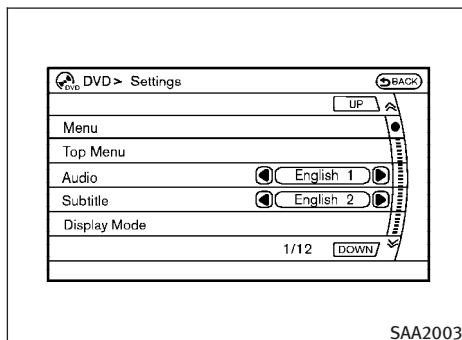 DVD DVD > Settings BACK
UP
Menu
Top Menu
Audio English 1
Subtitle English 2
Display Mode
1/12 DOWN
SAA2003